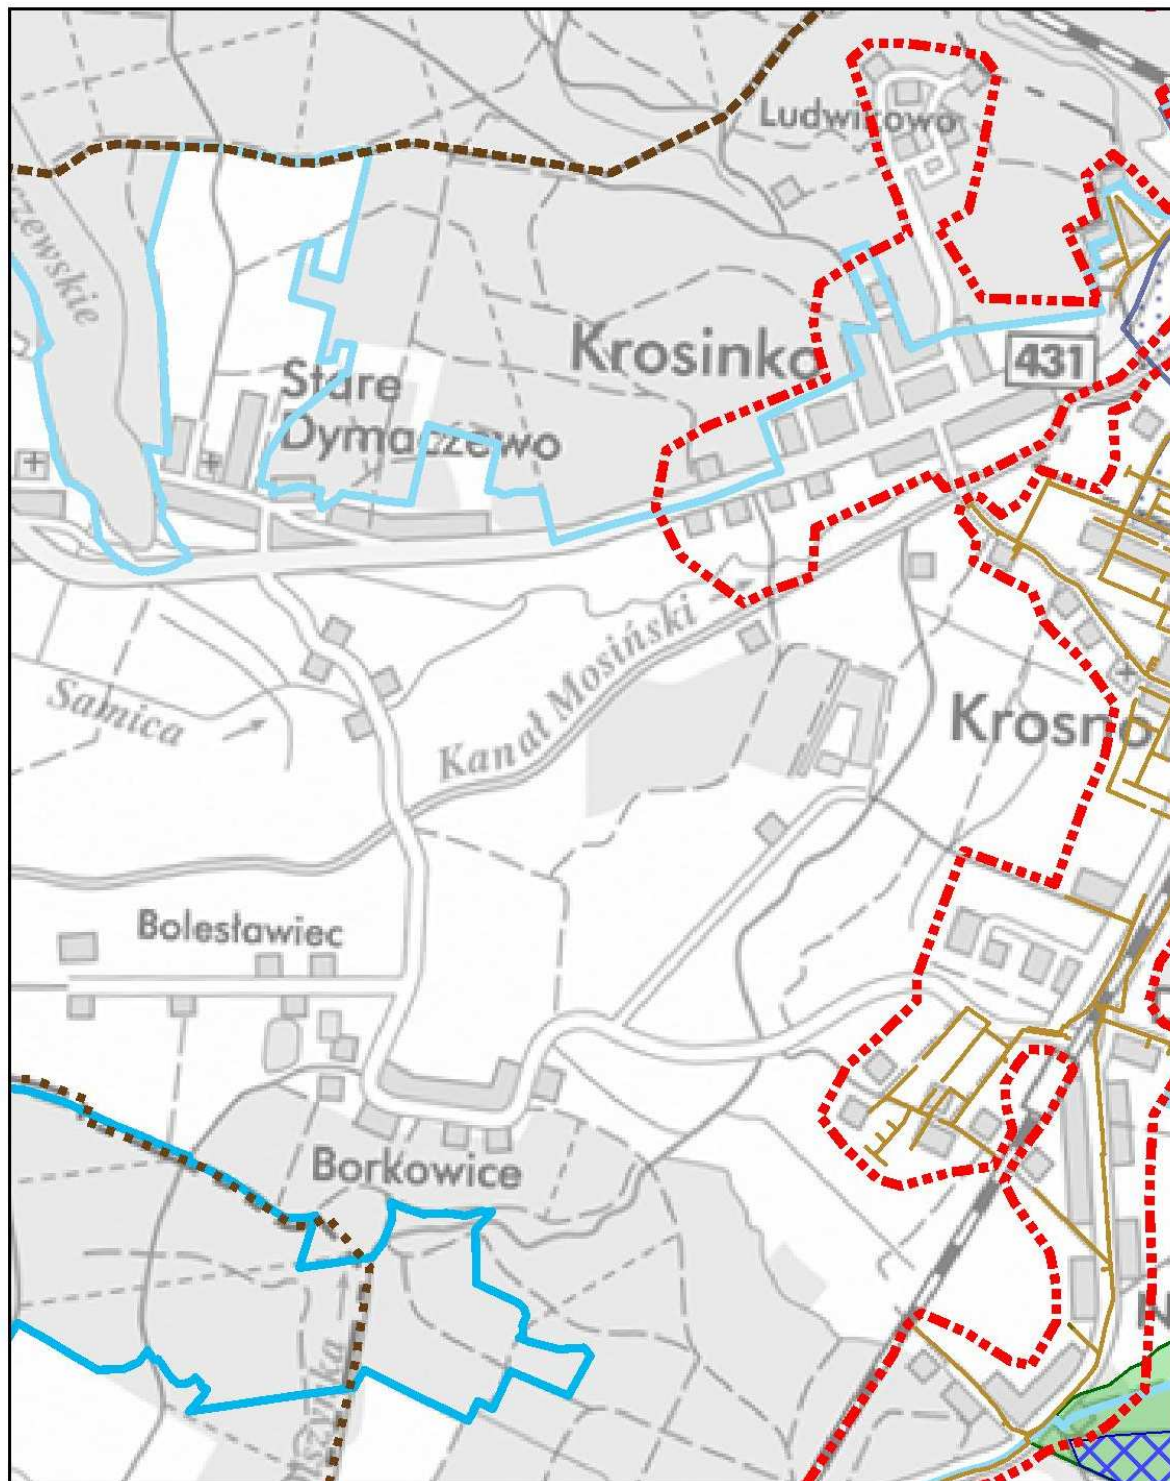 Ludwikowo
Krosinko
431
Stare
Dymaczewo
Samica
Kanał Mosiński
Krosno
Bolesławiec
Borkowice